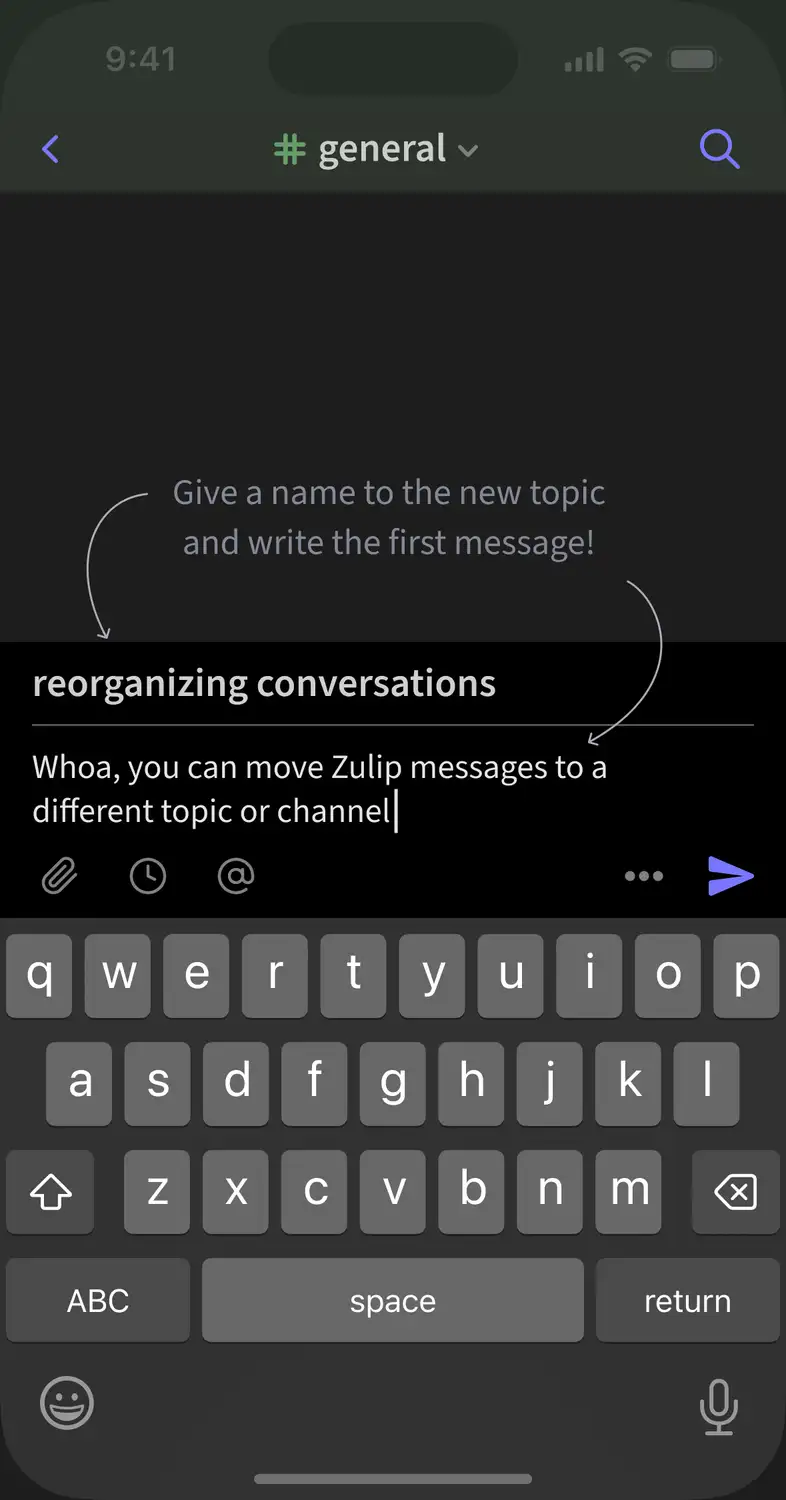 9:41
# general
Give a name to the new topic
and write the first message!
reorganizing conversations
Whoa, you can move Zulip messages to a
different topic or channel
@
q w e r t y u i o p
a s d f g h j k l
z x c v b n m
ABC space return